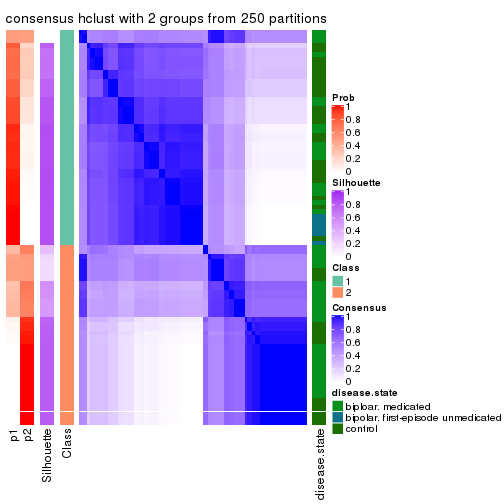 consensus hclust with 2 groups from 250 partitions
Prob
1
0.8
0.6
0.4
0.2
0
Silhouette
1
0.8
0.6
0.4
0.2
0
Class
1
2
Consensus
1
0.8
0.6
0.4
0.2
0
disease.state
biploar, medicated
bipolar, first-episode unmedicated
control
p1
p2
Silhouette
Class
disease.state